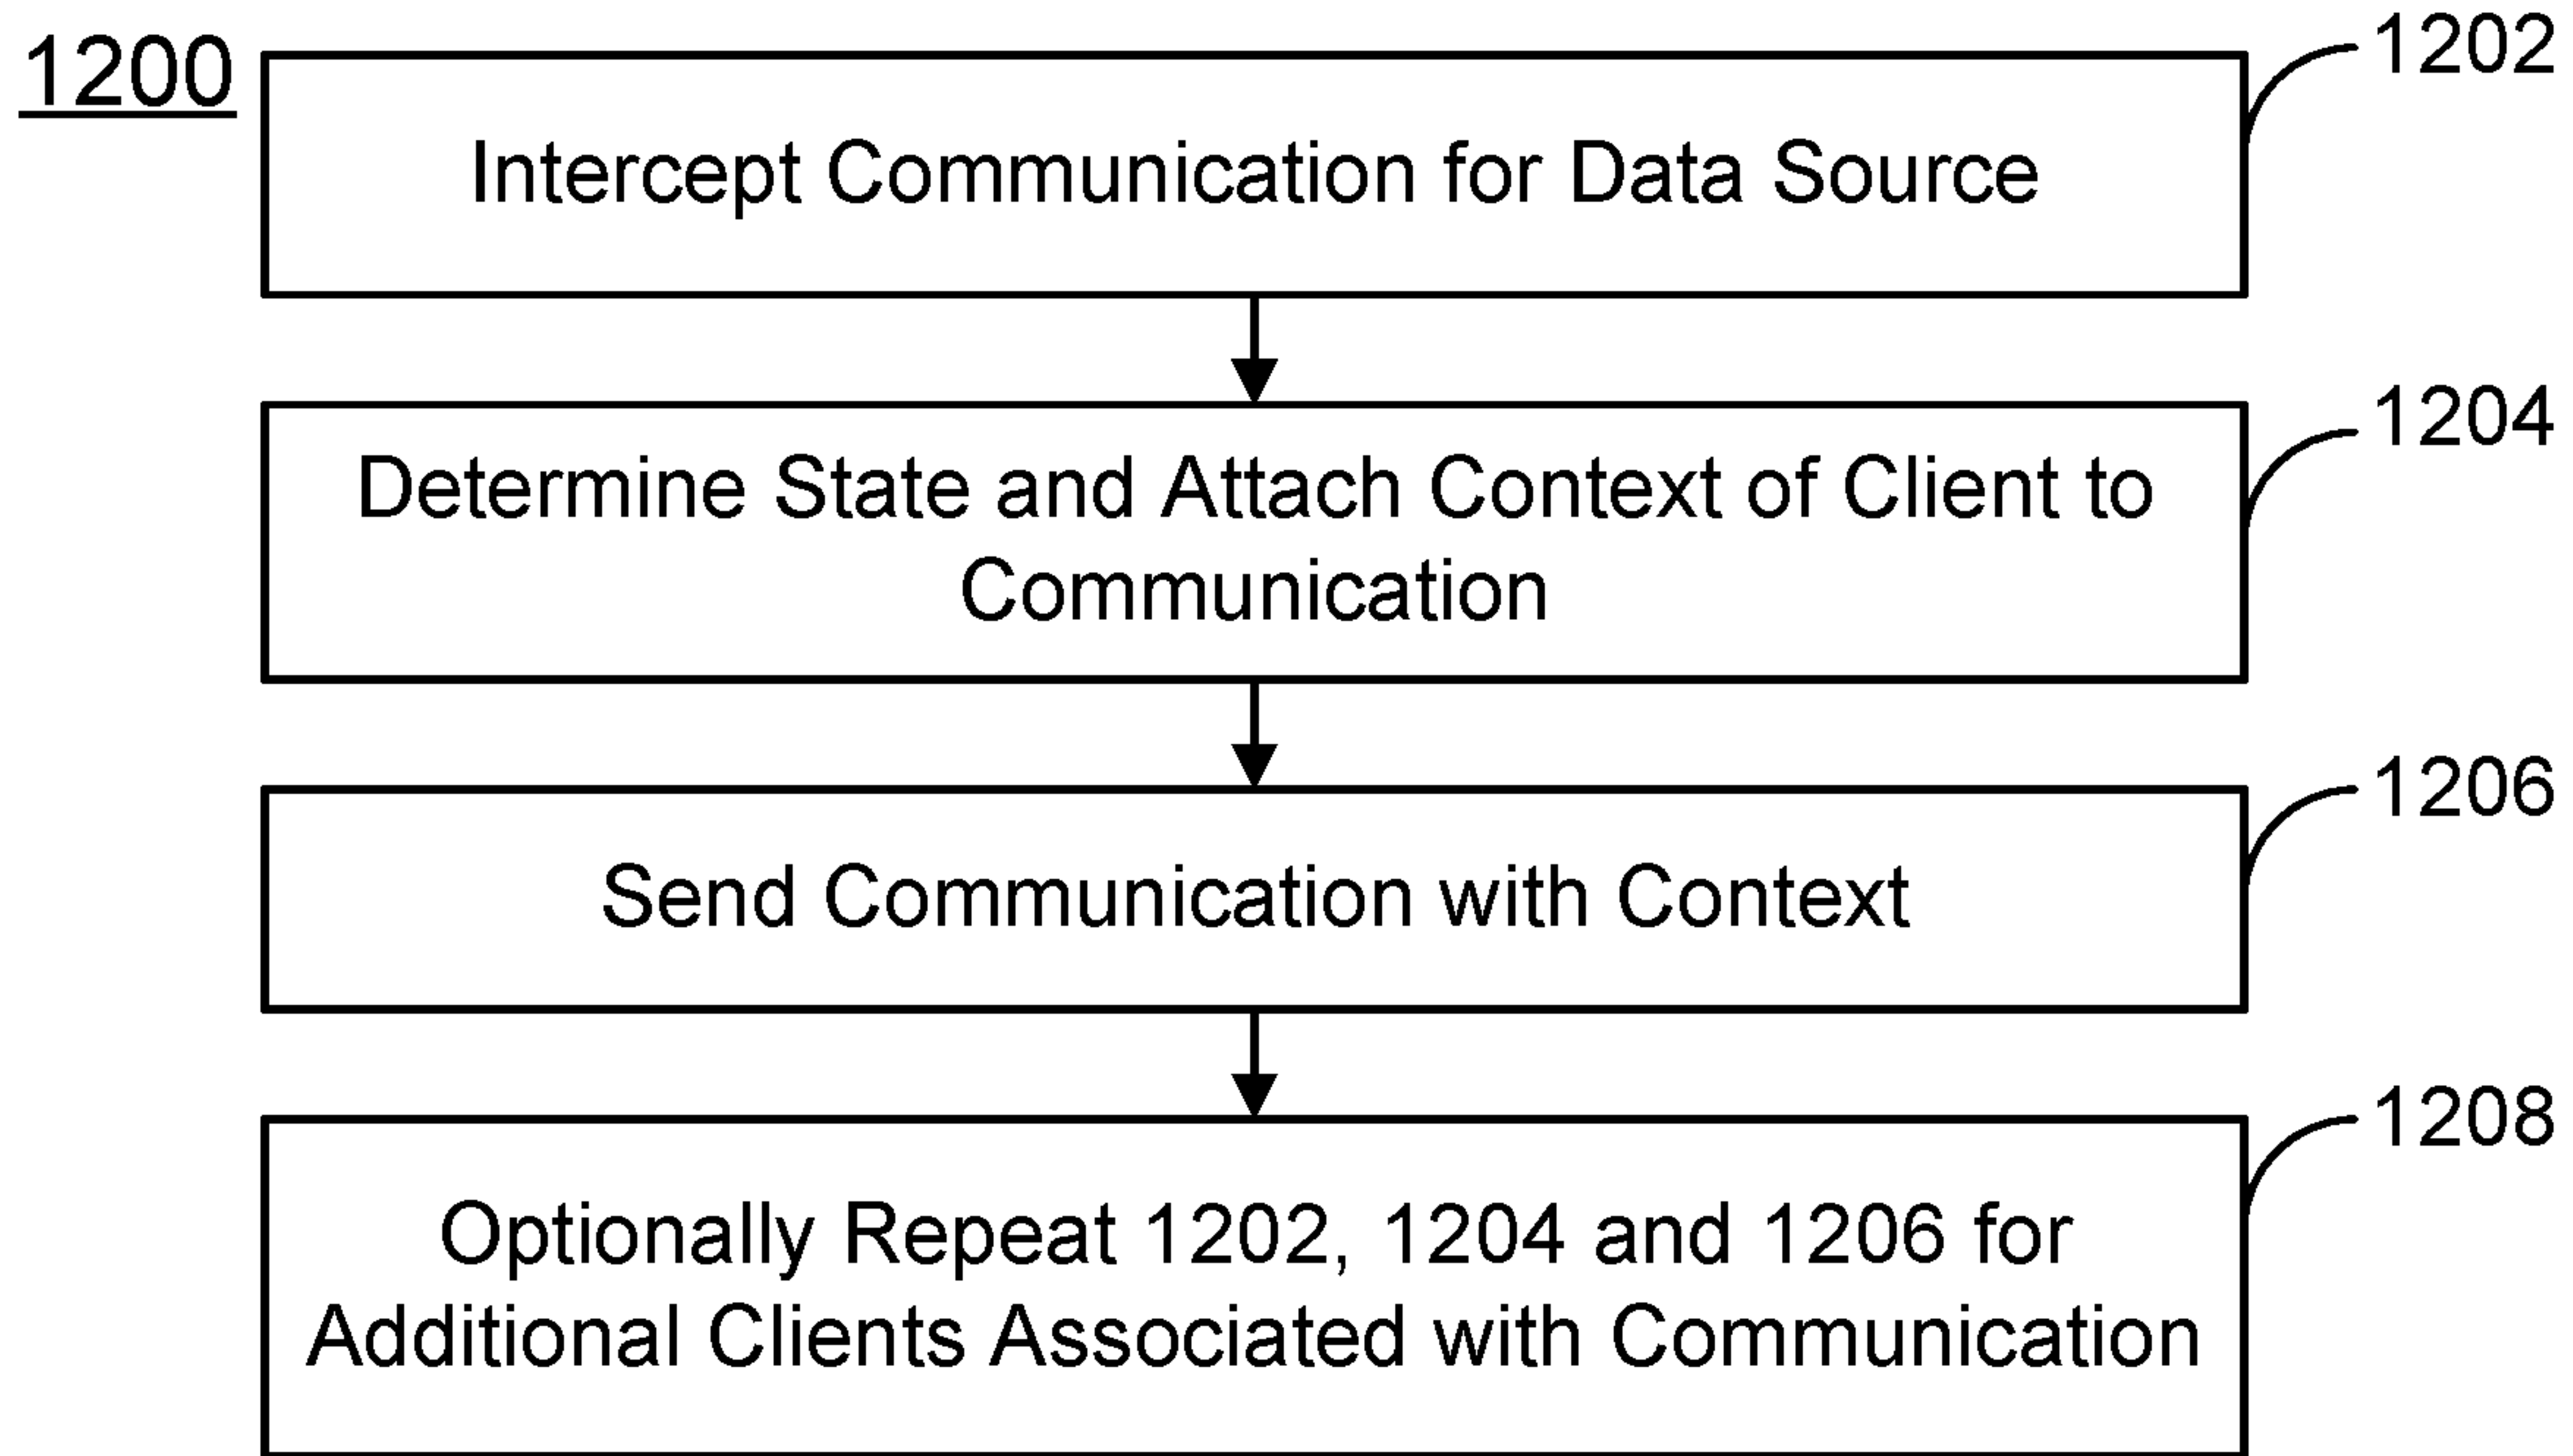 1200
1202
Intercept Communication for Data Source
1204
Determine State and Attach Context of Client to
Communication
1206
Send Communication with Context
1208
Optionally Repeat 1202, 1204 and 1206 for
Additional Clients Associated with Communication